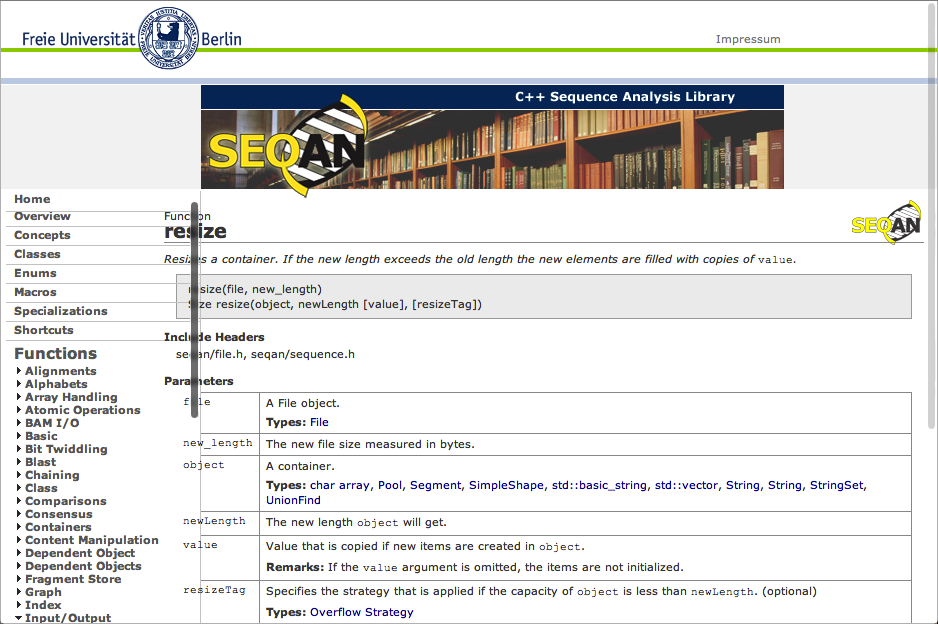 Freie Universität Berlin
Impressum
C++ Sequence Analysis Library
SEQAN
Home
Overview
Concepts
Classes
Enums
Macros
Specializations
Shortcuts
Functions
Alignments
Alphabets
Array Handling
Atomic Operations
BAM I/O
Basic
Bit Twiddling
Blast
Chaining
Class
Comparisons
Consensus
Containers
Content Manipulation
Dependent Object
Dependent Objects
Fragment Store
Graph
Index
Input/Output
Function
resize
SEQAN
Resizes a container. If the new length exceeds the old length the new elements are filled with copies of value.
resize(file, new_length)
Size resize(object, newLength [value], [resizeTag])
Include Headers
seqan/file.h, seqan/sequence.h
Parameters
file
A File object.
Types: File
new_length
The new file size measured in bytes.
object
A container.
Types: char array, Pool, Segment, SimpleShape, std::basic_string, std::vector, String, String, StringSet,
UnionFind
newLength
The new length object will get.
value
Value that is copied if new items are created in object.
Remarks: If the value argument is omitted, the items are not initialized.
resizeTag
Specifies the strategy that is applied if the capacity of object is less than newLength. (optional)
Types: Overflow Strategy